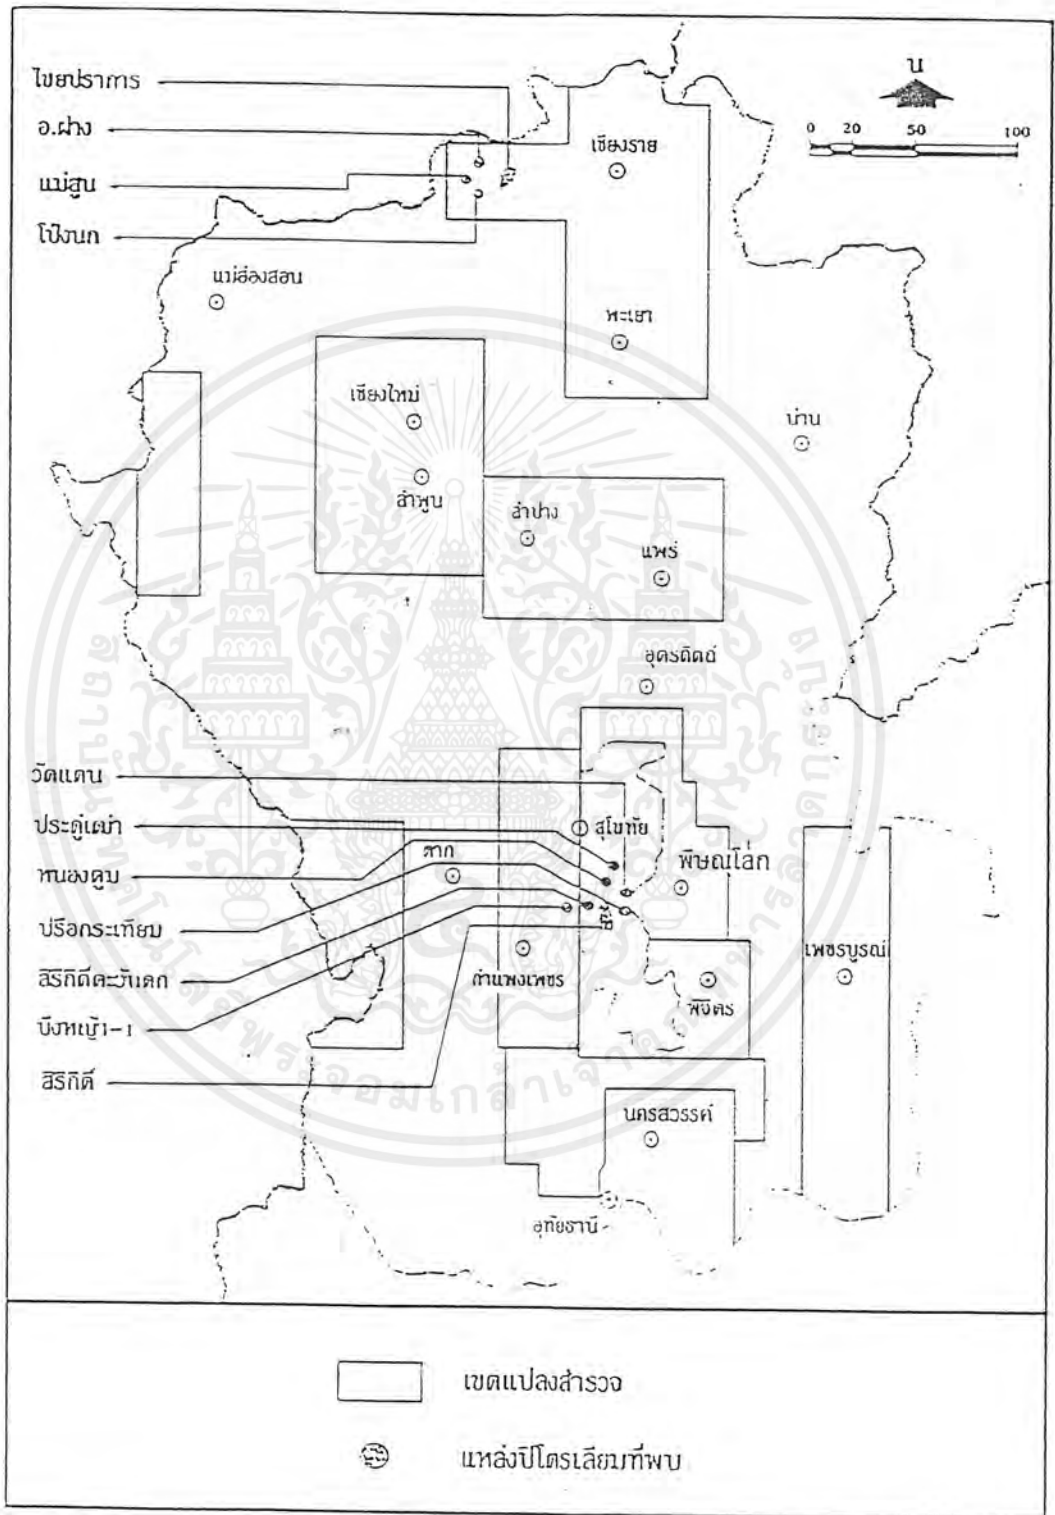 น
0 20 50 100
ไชยปราการ
อ.ฝาง
แม่สูน
โป่งนก
เชียงราย
แม่ฮ่องสอน
พะเยา
เชียงใหม่
น่าน
ลำพูน
ลำปาง
แพร่
อุตรดิตถ์
วัดแตน
ประดู่เฒ่า
หนองตูม
ปรือกระเทียม
สิริกิติ์ตะวันตก
บึงหญ้า-1
สิริกิติ์
สุโขทัย
ตาก
พิษณุโลก
กำแพงเพชร
พิจิตร
เพชรบูรณ์
นครสวรรค์
อุทัยธานี
เขตแปลงสำรวจ
แหล่งปิโตรเลียมที่พบ